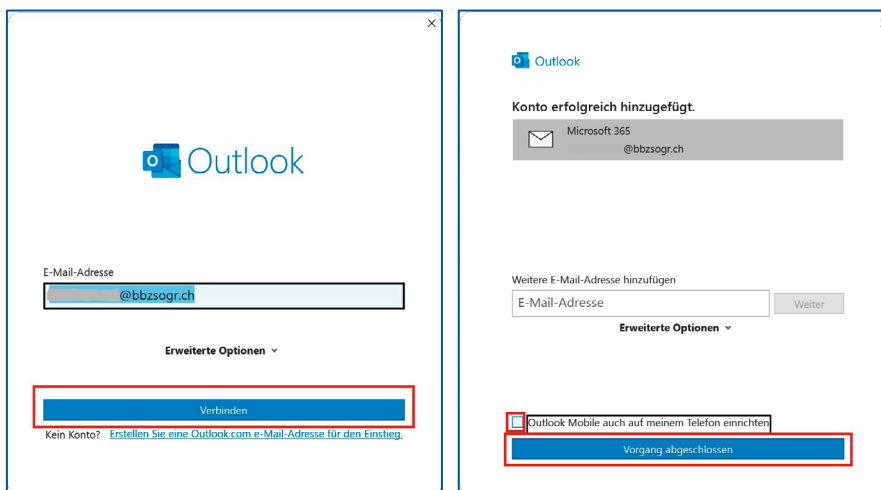 Outlook
E-Mail-Adresse
@bbzsogr.ch
Erweiterte Optionen
Verbinden
Kein Konto? Erstellen Sie eine Outlook.com e-Mail-Adresse für den Einstieg.
Outlook
Konto erfolgreich hinzugefügt.
Microsoft 365
@bbzsogr.ch
Weitere E-Mail-Adresse hinzufügen
E-Mail-Adresse
Weiter
Erweiterte Optionen
Outlook Mobile auch auf meinem Telefon einrichten
Vorgang abgeschlossen